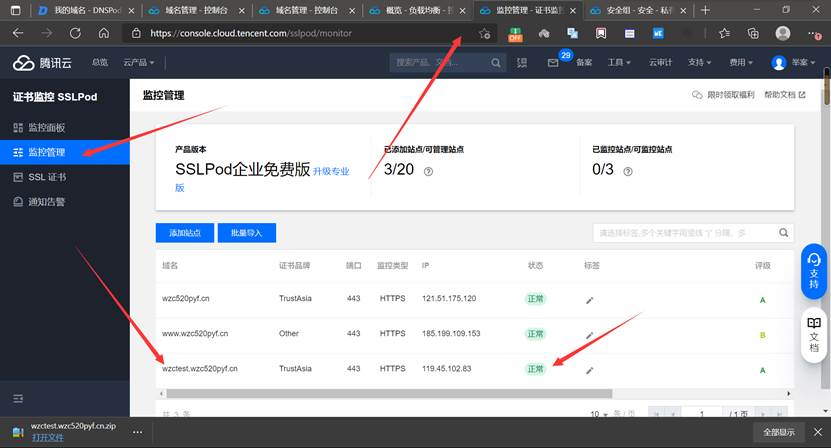 我的域名 - DNSPod
域名管理 - 控制台
域名管理 - 控制台
概览 - 负载均衡 - 控
监控管理 - 证书监控
安全组 - 安全 - 私有
https://console.cloud.tencent.com/sslpod/monitor
OFF
腾讯云
总览
云产品
搜索产品、文档...
29
备案
工具
云审计
支持
费用
举案
证书监控 SSLPod
监控管理
限时领取福利
帮助文档
监控面板
监控管理
SSL 证书
通知告警
产品版本
SSLPod企业免费版 升级专业版
已添加站点/可管理站点
3/20
已监控站点/可监控站点
0/3
添加站点
批量导入
请选择标签,多个关键字用竖线 "|" 分隔, 多
域名 证书品牌 端口 监控类型 IP 状态 标签 评级
wzc520pyf.cn TrustAsia 443 HTTPS 121.51.175.120 正常 A
www.wzc520pyf.cn Other 443 HTTPS 185.199.109.153 正常 B
wzctest.wzc520pyf.cn TrustAsia 443 HTTPS 119.45.102.83 正常 A
共 3 条
10 条 / 页
1 / 1 页
支持
文档
wzctest.wzc520pyf.cn.zip
打开文件
全部显示